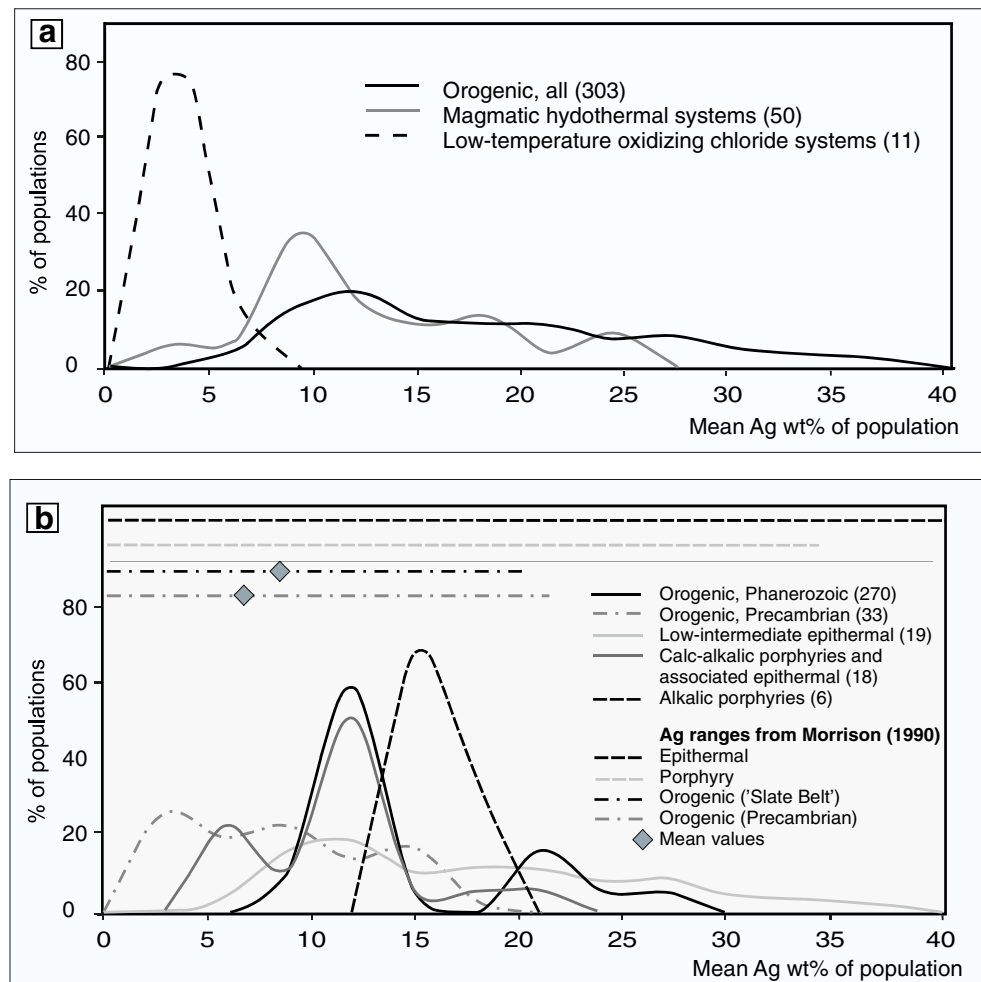 a
80
60
40
20
0
% of populations
Orogenic, all (303)
Magmatic hydothermal systems (50)
Low-temperature oxidizing chloride systems (11)
0 5 10 15 20 25 30 35 40
Mean Ag wt% of population
b
80
60
40
20
0
% of populations
Orogenic, Phanerozoic (270)
Orogenic, Precambrian (33)
Low-intermediate epithermal (19)
Calc-alkalic porphyries and
associated epithermal (18)
Alkalic porphyries (6)
Ag ranges from Morrison (1990)
Epithermal
Porphyry
Orogenic ('Slate Belt')
Orogenic (Precambrian)
Mean values
0 5 10 15 20 25 30 35 40
Mean Ag wt% of population